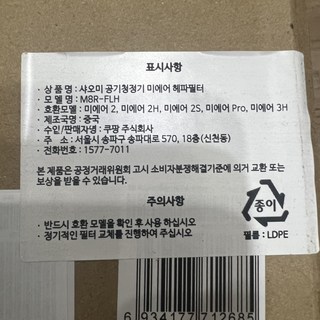 표시사항
· 상 품 명 : 샤오미 공기청정기 미에어 헤파필터
· 모 델 명 : M8R-FLH
· 호환모델 : 미에어 2, 미에어 2H, 미에어 2S, 미에어 Pro, 미에어 3H
· 제조국명 : 중국
· 수입/판매자명 : 쿠팡 주식회사
· 주 소 : 서울시 송파구 송파대로 570, 18층(신천동)
· 전화번호 : 1577-7011
· 본 제품은 공정거래위원회 고시 소비자분쟁해결기준에 의거 교환 또는
보상을 받을 수 있습니다.
주의사항
· 반드시 호환 모델을 확인 후 사용 하십시오
· 정기적인 필터 교체를 진행하여 주십시오
종이
필름 : LDPE
6 934177 712685